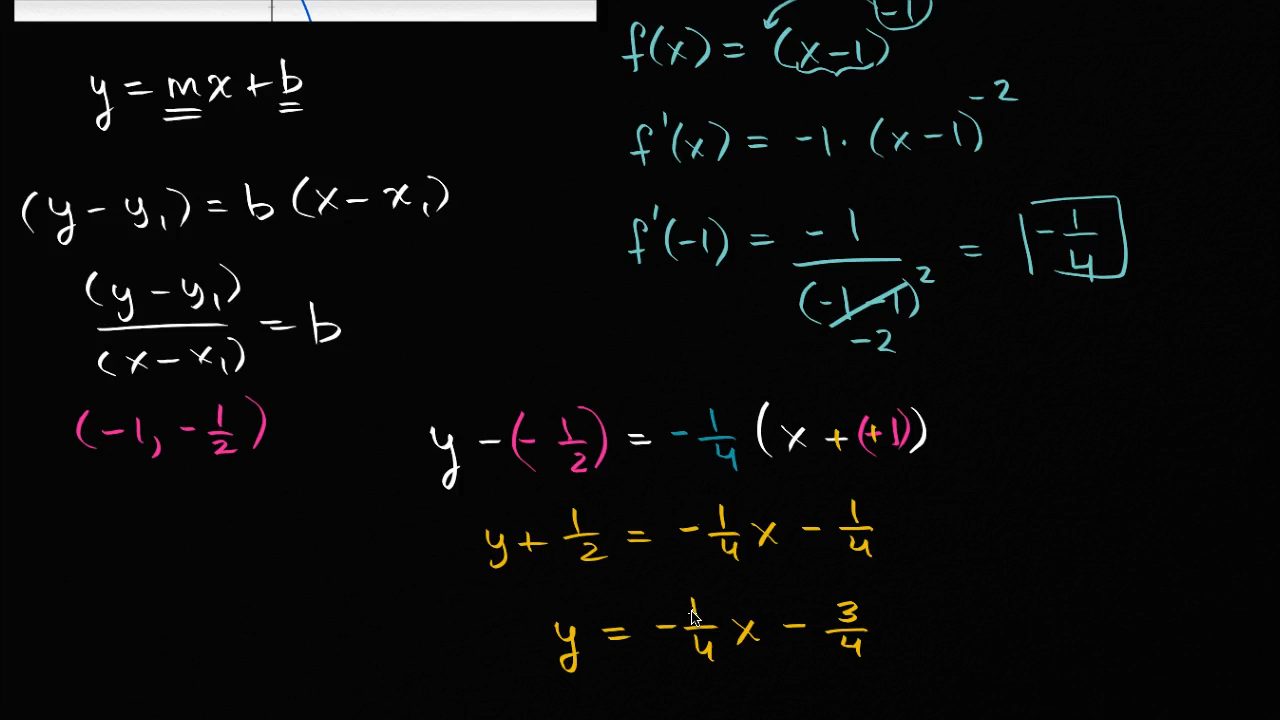 y = mx + b
(y - y₁) = b (x - x₁)
(y - y₁) / (x - x₁) = b
(-1, -1/2)
f(x) = (x-1)⁻¹
f'(x) = -1 · (x-1)⁻²
f'(-1) = -1 / (-1-1)² = -1/4
-2
y - (-1/2) = -1/4 (x + (+1))
y + 1/2 = -1/4 x - 1/4
y = -1/4 x - 3/4